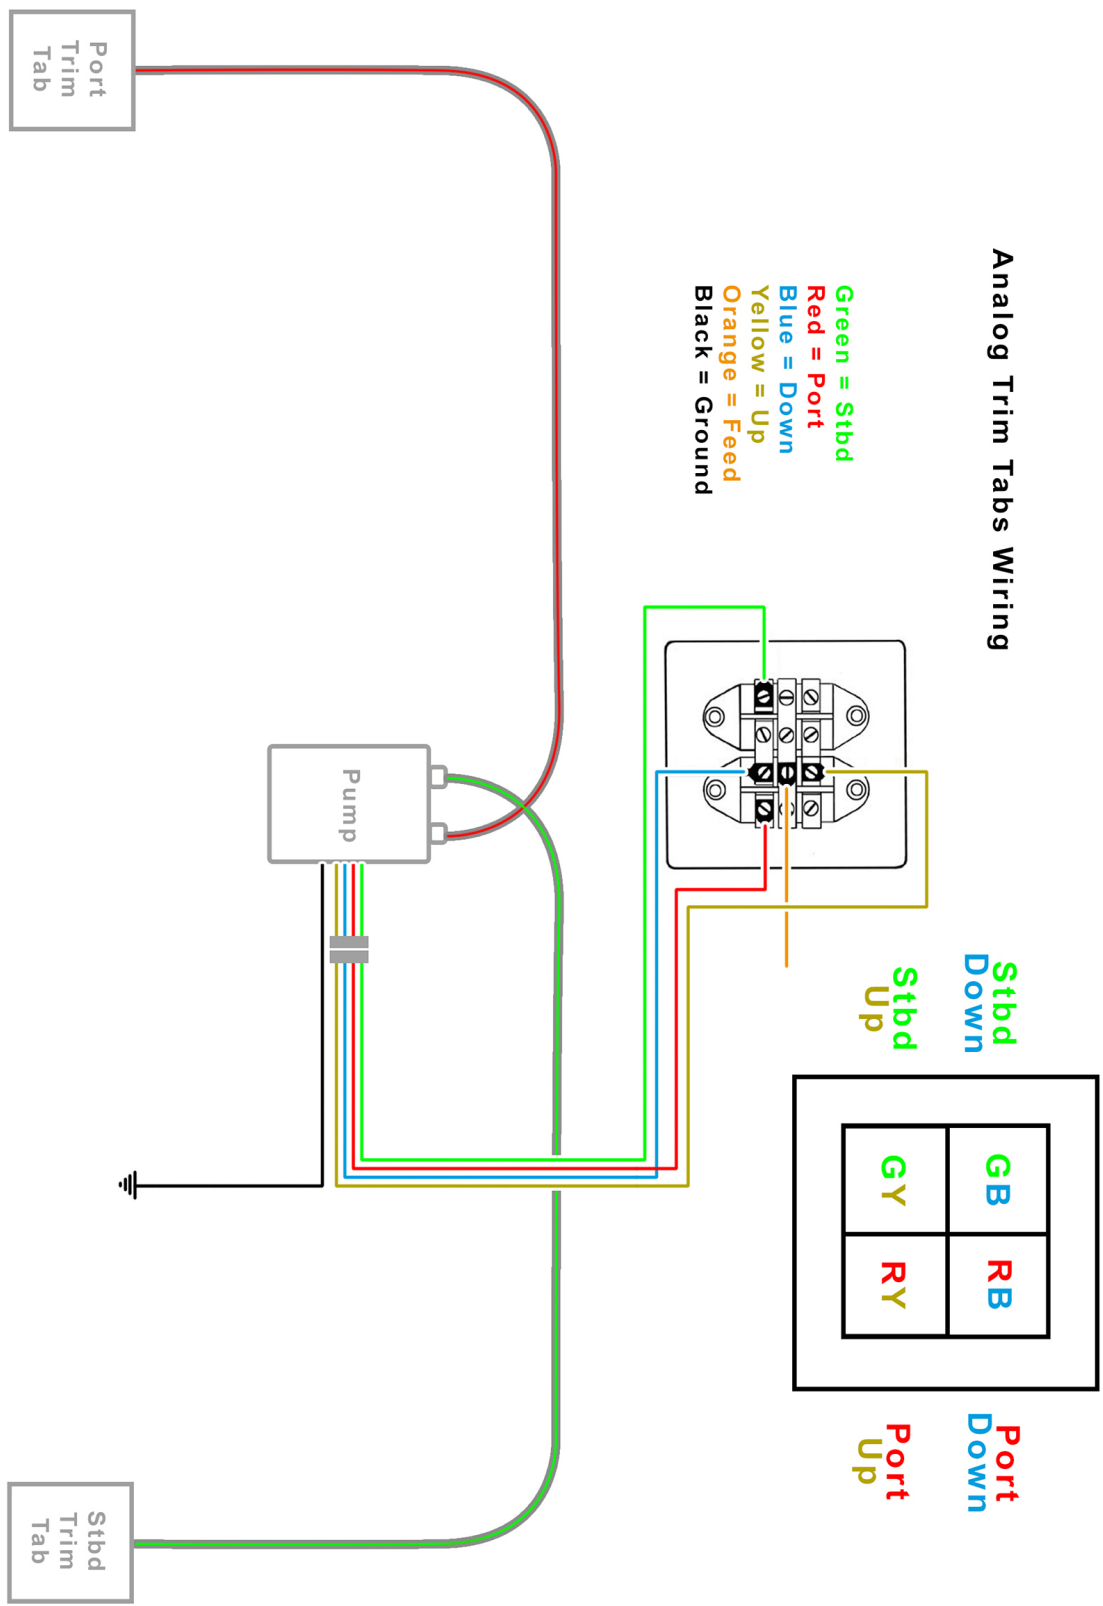 Analog Trim Tabs Wiring
Green = Stbd
Red = Port
Blue = Down
Yellow = Up
Orange = Feed
Black = Ground
Stbd
Down
Stbd
Up
GB
RB
GY
RY
Port
Down
Port
Up
Pump
Port
Trim
Tab
Stbd
Trim
Tab